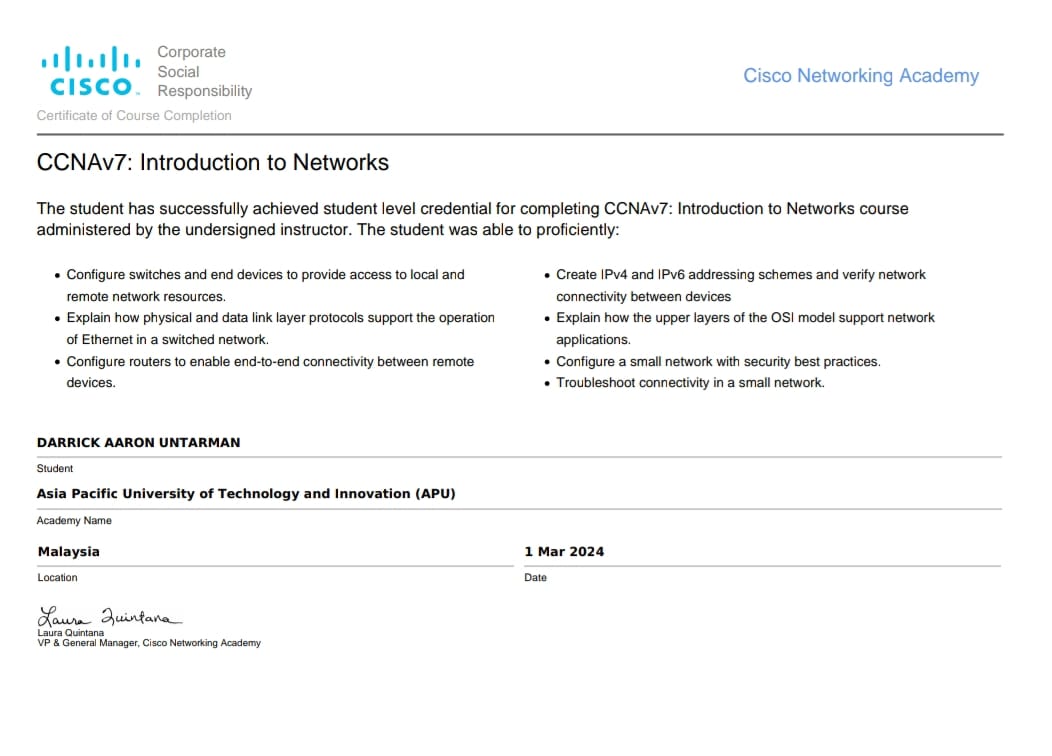 CISCO
Corporate
Social
Responsibility
Cisco Networking Academy
Certificate of Course Completion
CCNAv7: Introduction to Networks
The student has successfully achieved student level credential for completing CCNAv7: Introduction to Networks course
administered by the undersigned instructor. The student was able to proficiently:
• Configure switches and end devices to provide access to local and
remote network resources.
• Explain how physical and data link layer protocols support the operation
of Ethernet in a switched network.
• Configure routers to enable end-to-end connectivity between remote
devices.
• Create IPv4 and IPv6 addressing schemes and verify network
connectivity between devices
• Explain how the upper layers of the OSI model support network
applications.
• Configure a small network with security best practices.
• Troubleshoot connectivity in a small network.
DARRICK AARON UNTARMAN
Student
Asia Pacific University of Technology and Innovation (APU)
Academy Name
Malaysia
Location
1 Mar 2024
Date
Laura Quintana
Laura Quintana
VP & General Manager, Cisco Networking Academy